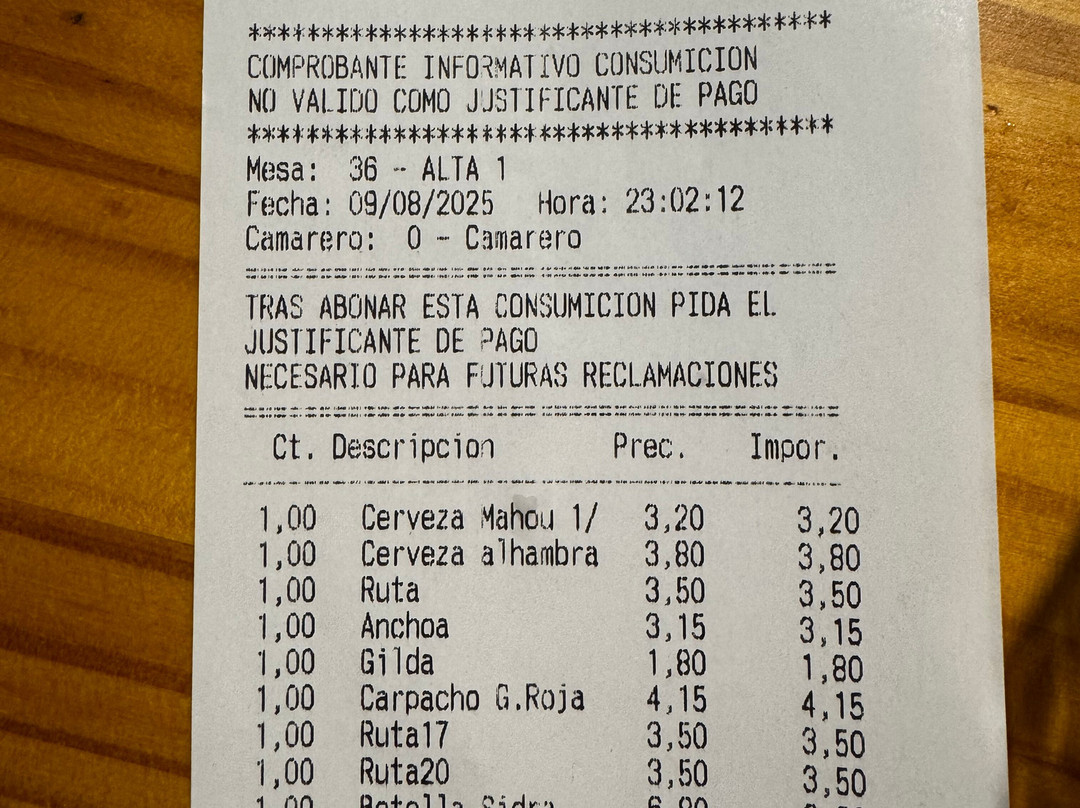 ****************************************
COMPROBANTE INFORMATIVO CONSUMICION
NO VALIDO COMO JUSTIFICANTE DE PAGO
****************************************
Mesa: 36 - ALTA 1
Fecha: 09/08/2025 Hora: 23:02:12
Camarero: 0 - Camarero
TRAS ABONAR ESTA CONSUMICION PIDA EL
JUSTIFICANTE DE PAGO
NECESARIO PARA FUTURAS RECLAMACIONES
Ct. Descripcion Prec. Impor.
1,00 Cerveza Mahou 1/ 3,20 3,20
1,00 Cerveza alhambra 3,80 3,80
1,00 Ruta 3,50 3,50
1,00 Anchoa 3,15 3,15
1,00 Gilda 1,80 1,80
1,00 Carpacho G.Roja 4,15 4,15
1,00 Ruta17 3,50 3,50
1,00 Ruta20 3,50 3,50
1,00 Botella Sidra